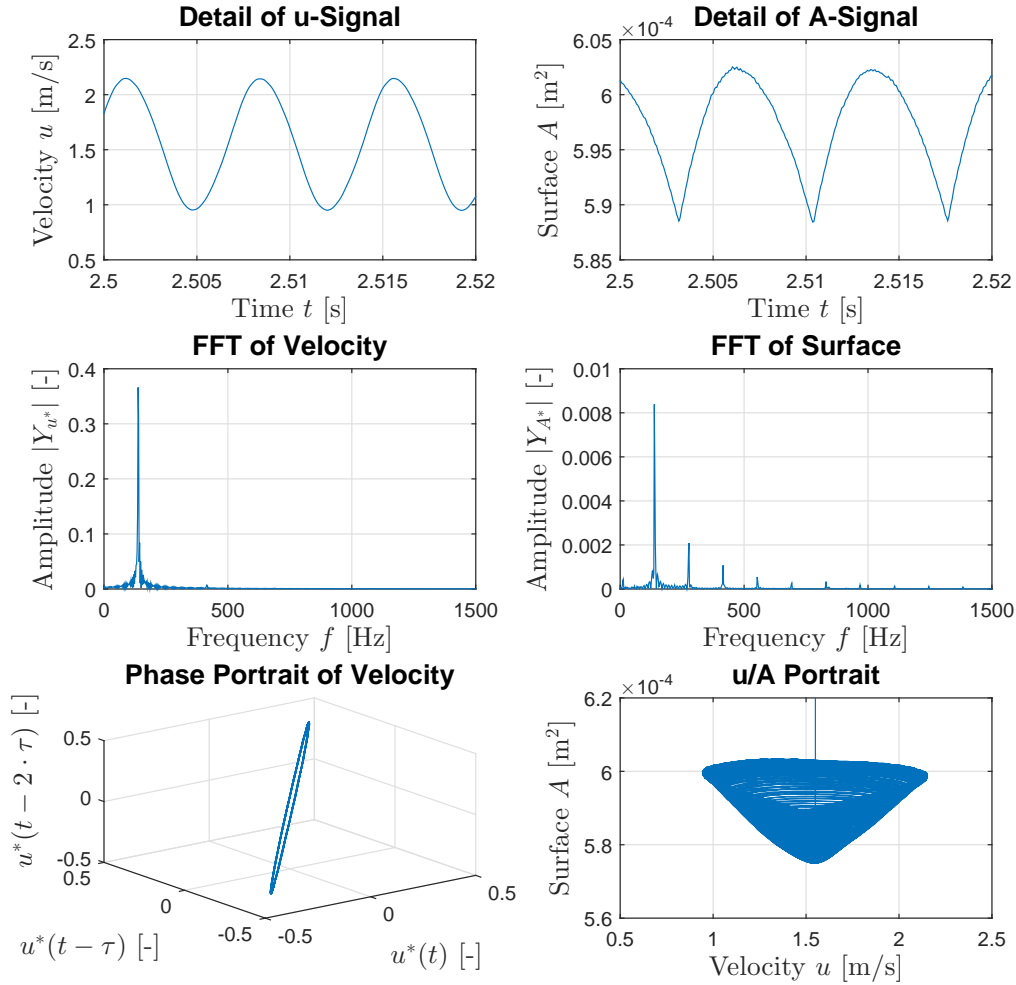 Detail of u-Signal
Velocity u [m/s]
2.5
2
1.5
1
0.5
2.5 2.505 2.51 2.515 2.52
Time t [s]
Detail of A-Signal
×10⁻⁴
Surface A [m²]
6.05
6
5.95
5.9
5.85
2.5 2.505 2.51 2.515 2.52
Time t [s]
FFT of Velocity
Amplitude |Y_{u*}| [-]
0.4
0.3
0.2
0.1
0
0 500 1000 1500
Frequency f [Hz]
FFT of Surface
Amplitude |Y_{A*}| [-]
0.01
0.008
0.006
0.004
0.002
0
0 500 1000 1500
Frequency f [Hz]
Phase Portrait of Velocity
u*(t − 2 · τ) [-]
0.5
0
-0.5
0.5
0
-0.5
u*(t − τ) [-]
-0.5
0
0.5
u*(t) [-]
u/A Portrait
×10⁻⁴
Surface A [m²]
6.2
6
5.8
5.6
0.5 1 1.5 2 2.5
Velocity u [m/s]